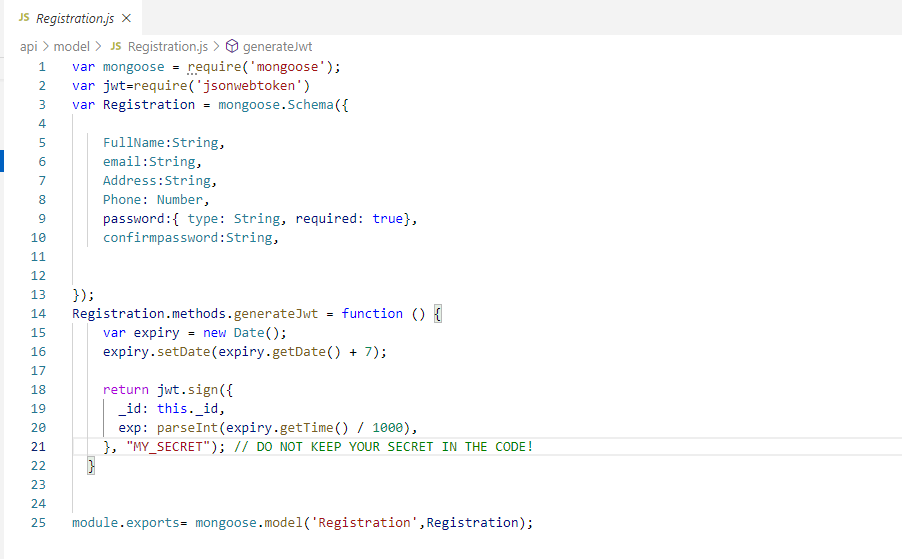 JS Registration.js ×
api > model > JS Registration.js > generateJwt
1 var mongoose = require('mongoose');
2 var jwt=require('jsonwebtoken')
3 var Registration = mongoose.Schema({
4
5 FullName:String,
6 email:String,
7 Address:String,
8 Phone: Number,
9 password:{ type: String, required: true},
10 confirmpassword:String,
11
12
13 });
14 Registration.methods.generateJwt = function () {
15 var expiry = new Date();
16 expiry.setDate(expiry.getDate() + 7);
17
18 return jwt.sign({
19 _id: this._id,
20 exp: parseInt(expiry.getTime() / 1000),
21 }, "MY_SECRET"); // DO NOT KEEP YOUR SECRET IN THE CODE!
22 }
23
24
25 module.exports= mongoose.model('Registration',Registration);